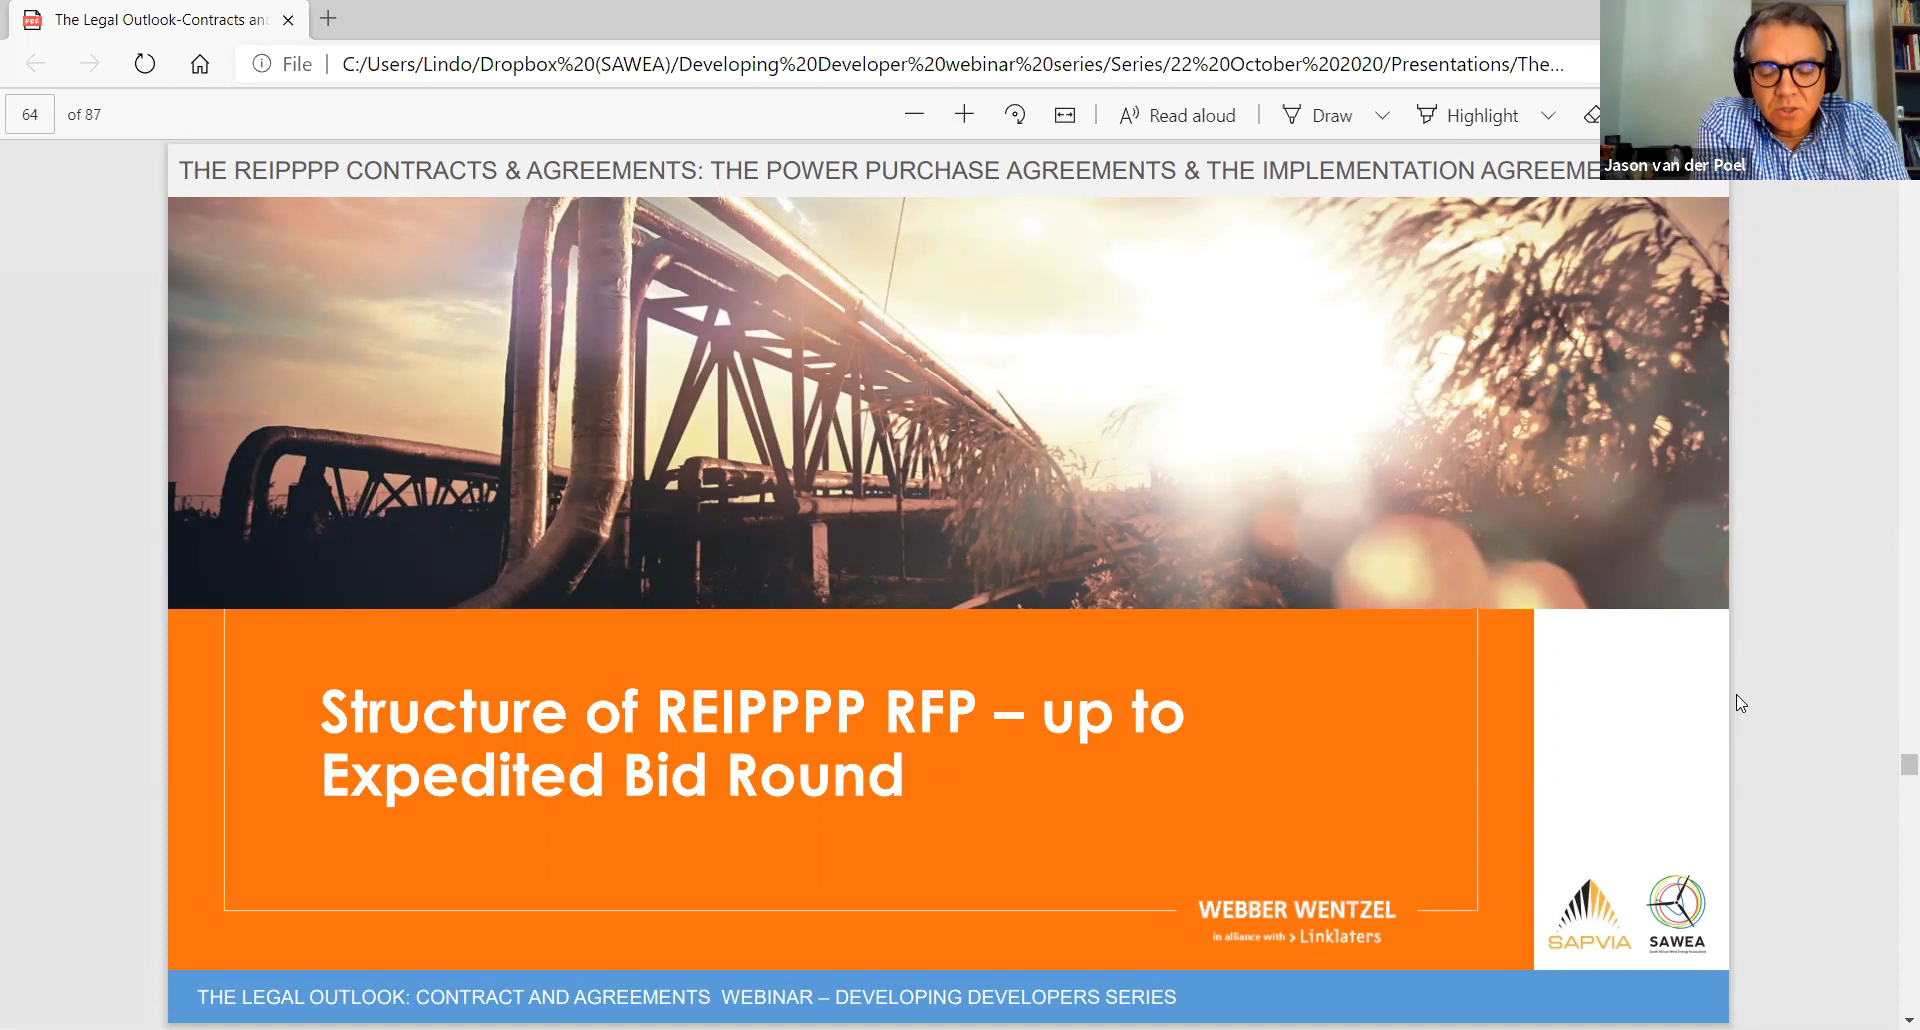 The Legal Outlook-Contracts and
File
C:/Users/Lindo/Dropbox%20(SAWEA)/Developing%20Developer%20webinar%20series/Series/22%20October%202020/Presentations/The...
64 of 87
Read aloud
Draw
Highlight
Jason van der Poel
THE REIPPPP CONTRACTS & AGREEMENTS: THE POWER PURCHASE AGREEMENTS & THE IMPLEMENTATION AGREEME
Structure of REIPPPP RFP – up to
Expedited Bid Round
WEBBER WENTZEL
in alliance with > Linklaters
SAPVIA
SAWEA
THE LEGAL OUTLOOK: CONTRACT AND AGREEMENTS WEBINAR – DEVELOPING DEVELOPERS SERIES